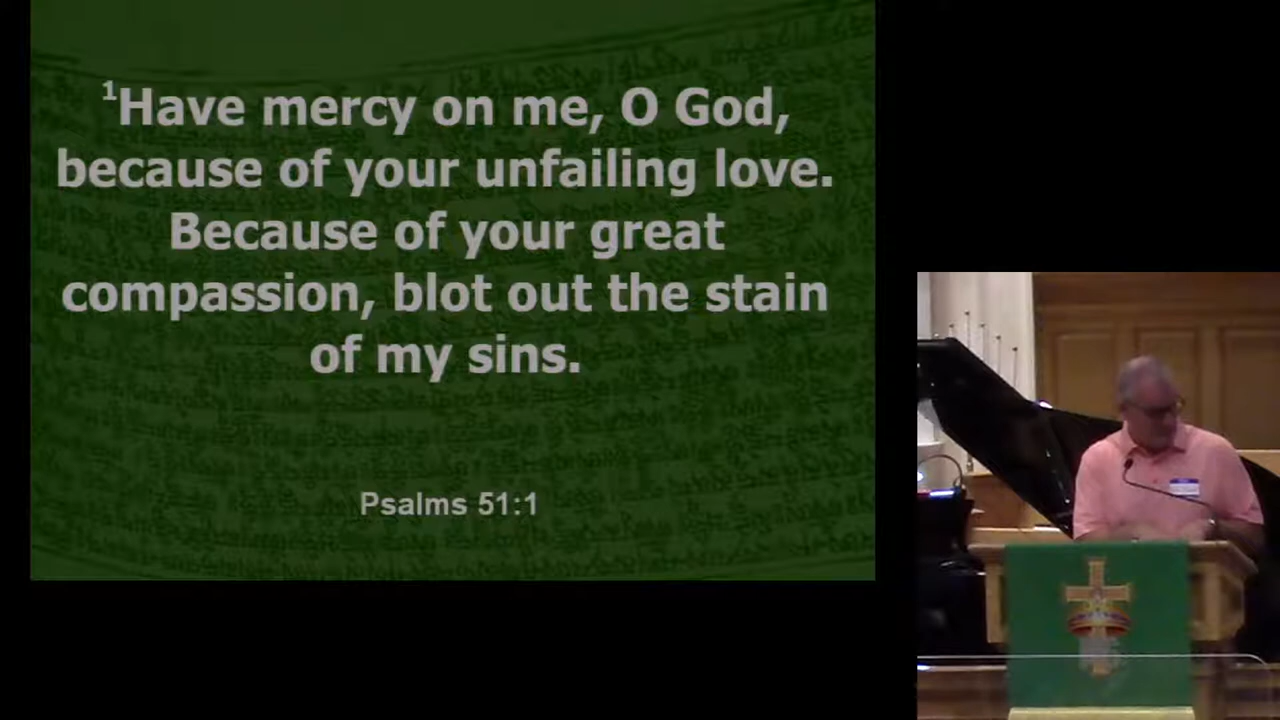 ¹Have mercy on me, O God,
because of your unfailing love.
Because of your great
compassion, blot out the stain
of my sins.
Psalms 51:1